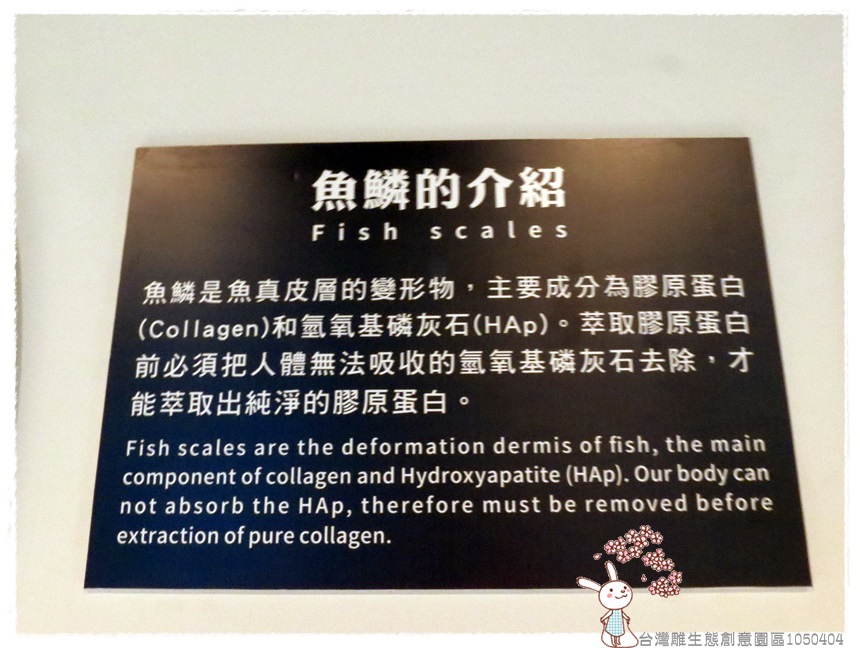 魚鱗的介紹
Fish scales
魚鱗是魚真皮層的變形物，主要成分為膠原蛋白
(Collagen)和氫氧基磷灰石(HAp)。萃取膠原蛋白
前必須把人體無法吸收的氫氧基磷灰石去除，才
能萃取出純淨的膠原蛋白。
Fish scales are the deformation dermis of fish, the main
component of collagen and Hydroxyapatite (HAp). Our body can
not absorb the HAp, therefore must be removed before
extraction of pure collagen.
台灣雕生態創意園區1050404